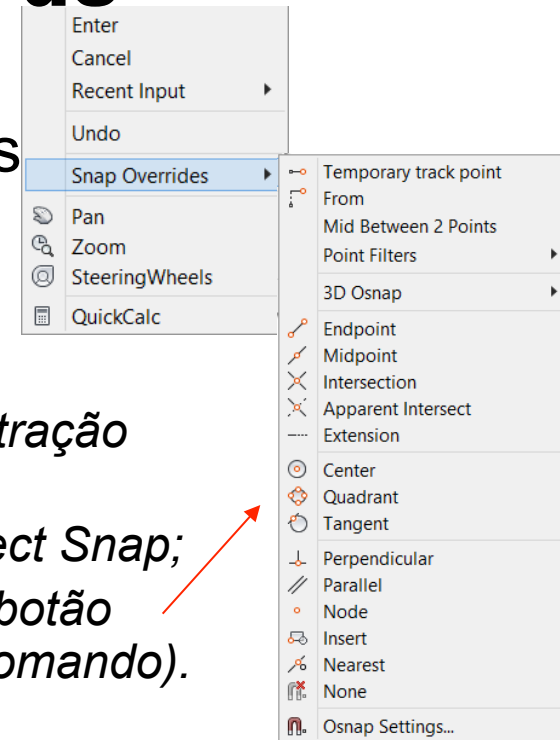 de
Enter
Cancel
Recent Input
Undo
s
Snap Overrides
Pan
Zoom
SteeringWheels
QuickCalc
Temporary track point
From
Mid Between 2 Points
Point Filters
3D Osnap
Endpoint
Midpoint
Intersection
Apparent Intersect
Extension
Center
Quadrant
Tangent
Perpendicular
Parallel
Node
Insert
Nearest
None
Osnap Settings...
tração
ect Snap;
botão
omando).